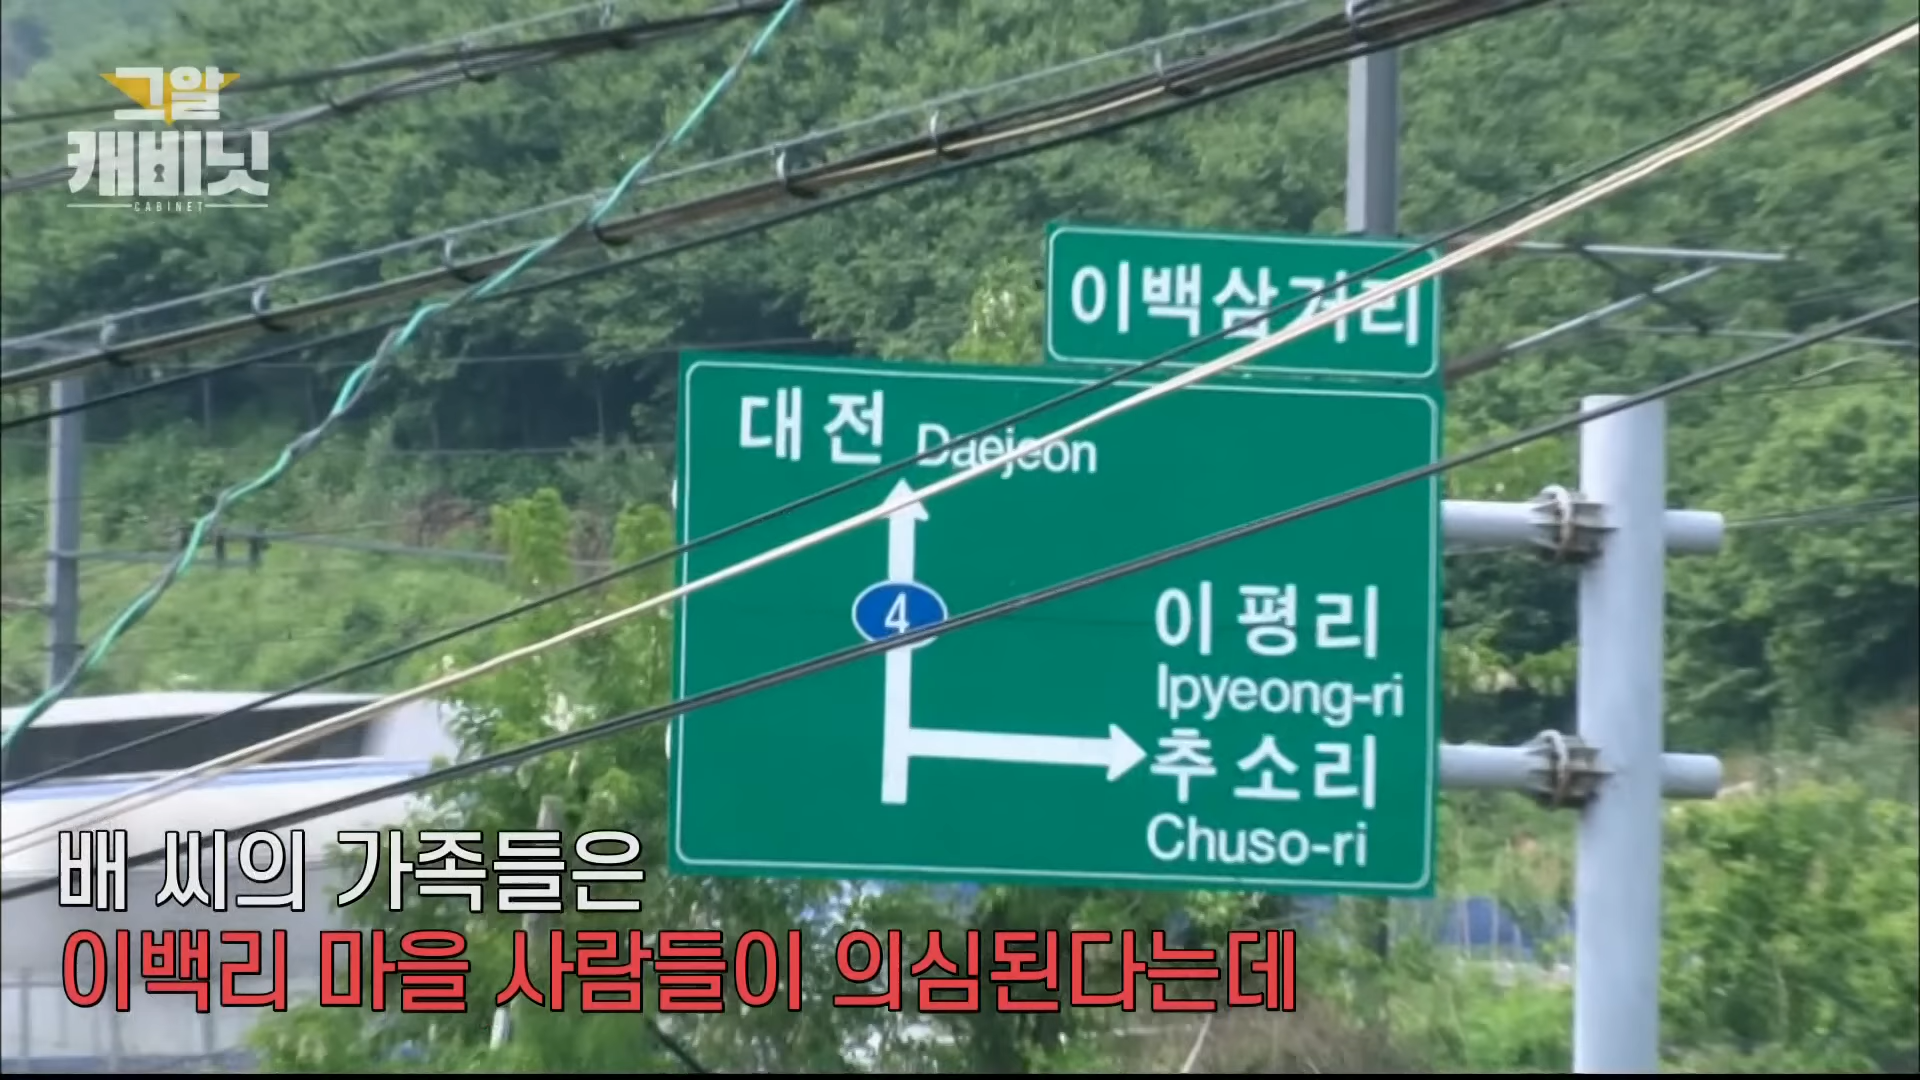 그알
캐비닛
CABINET
이백삼거리
대전 Daejeon
4
이평리
Ipyeong-ri
추소리
Chuso-ri
배 씨의 가족들은
이백리 마을 사람들이 의심된다는데